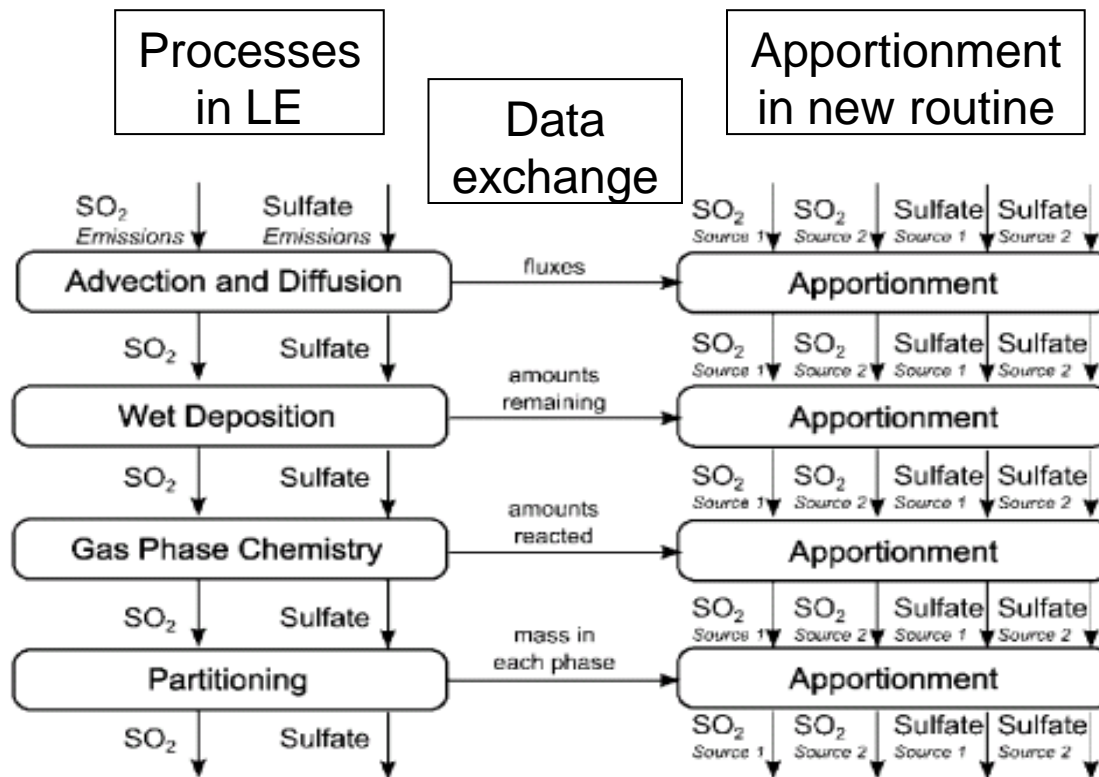 Processes
in LE
Data
exchange
Apportionment
in new routine
SO₂
Emissions
Sulfate
Emissions
SO₂
Source 1
SO₂
Source 2
Sulfate
Source 1
Sulfate
Source 2
Advection and Diffusion
fluxes
Apportionment
SO₂
Sulfate
SO₂
Source 1
SO₂
Source 2
Sulfate
Source 1
Sulfate
Source 2
Wet Deposition
amounts
remaining
Apportionment
SO₂
Sulfate
SO₂
Source 1
SO₂
Source 2
Sulfate
Source 1
Sulfate
Source 2
Gas Phase Chemistry
amounts
reacted
Apportionment
SO₂
Sulfate
SO₂
Source 1
SO₂
Source 2
Sulfate
Source 1
Sulfate
Source 2
Partitioning
mass in
each phase
Apportionment
SO₂
Sulfate
SO₂
Source 1
SO₂
Source 2
Sulfate
Source 1
Sulfate
Source 2